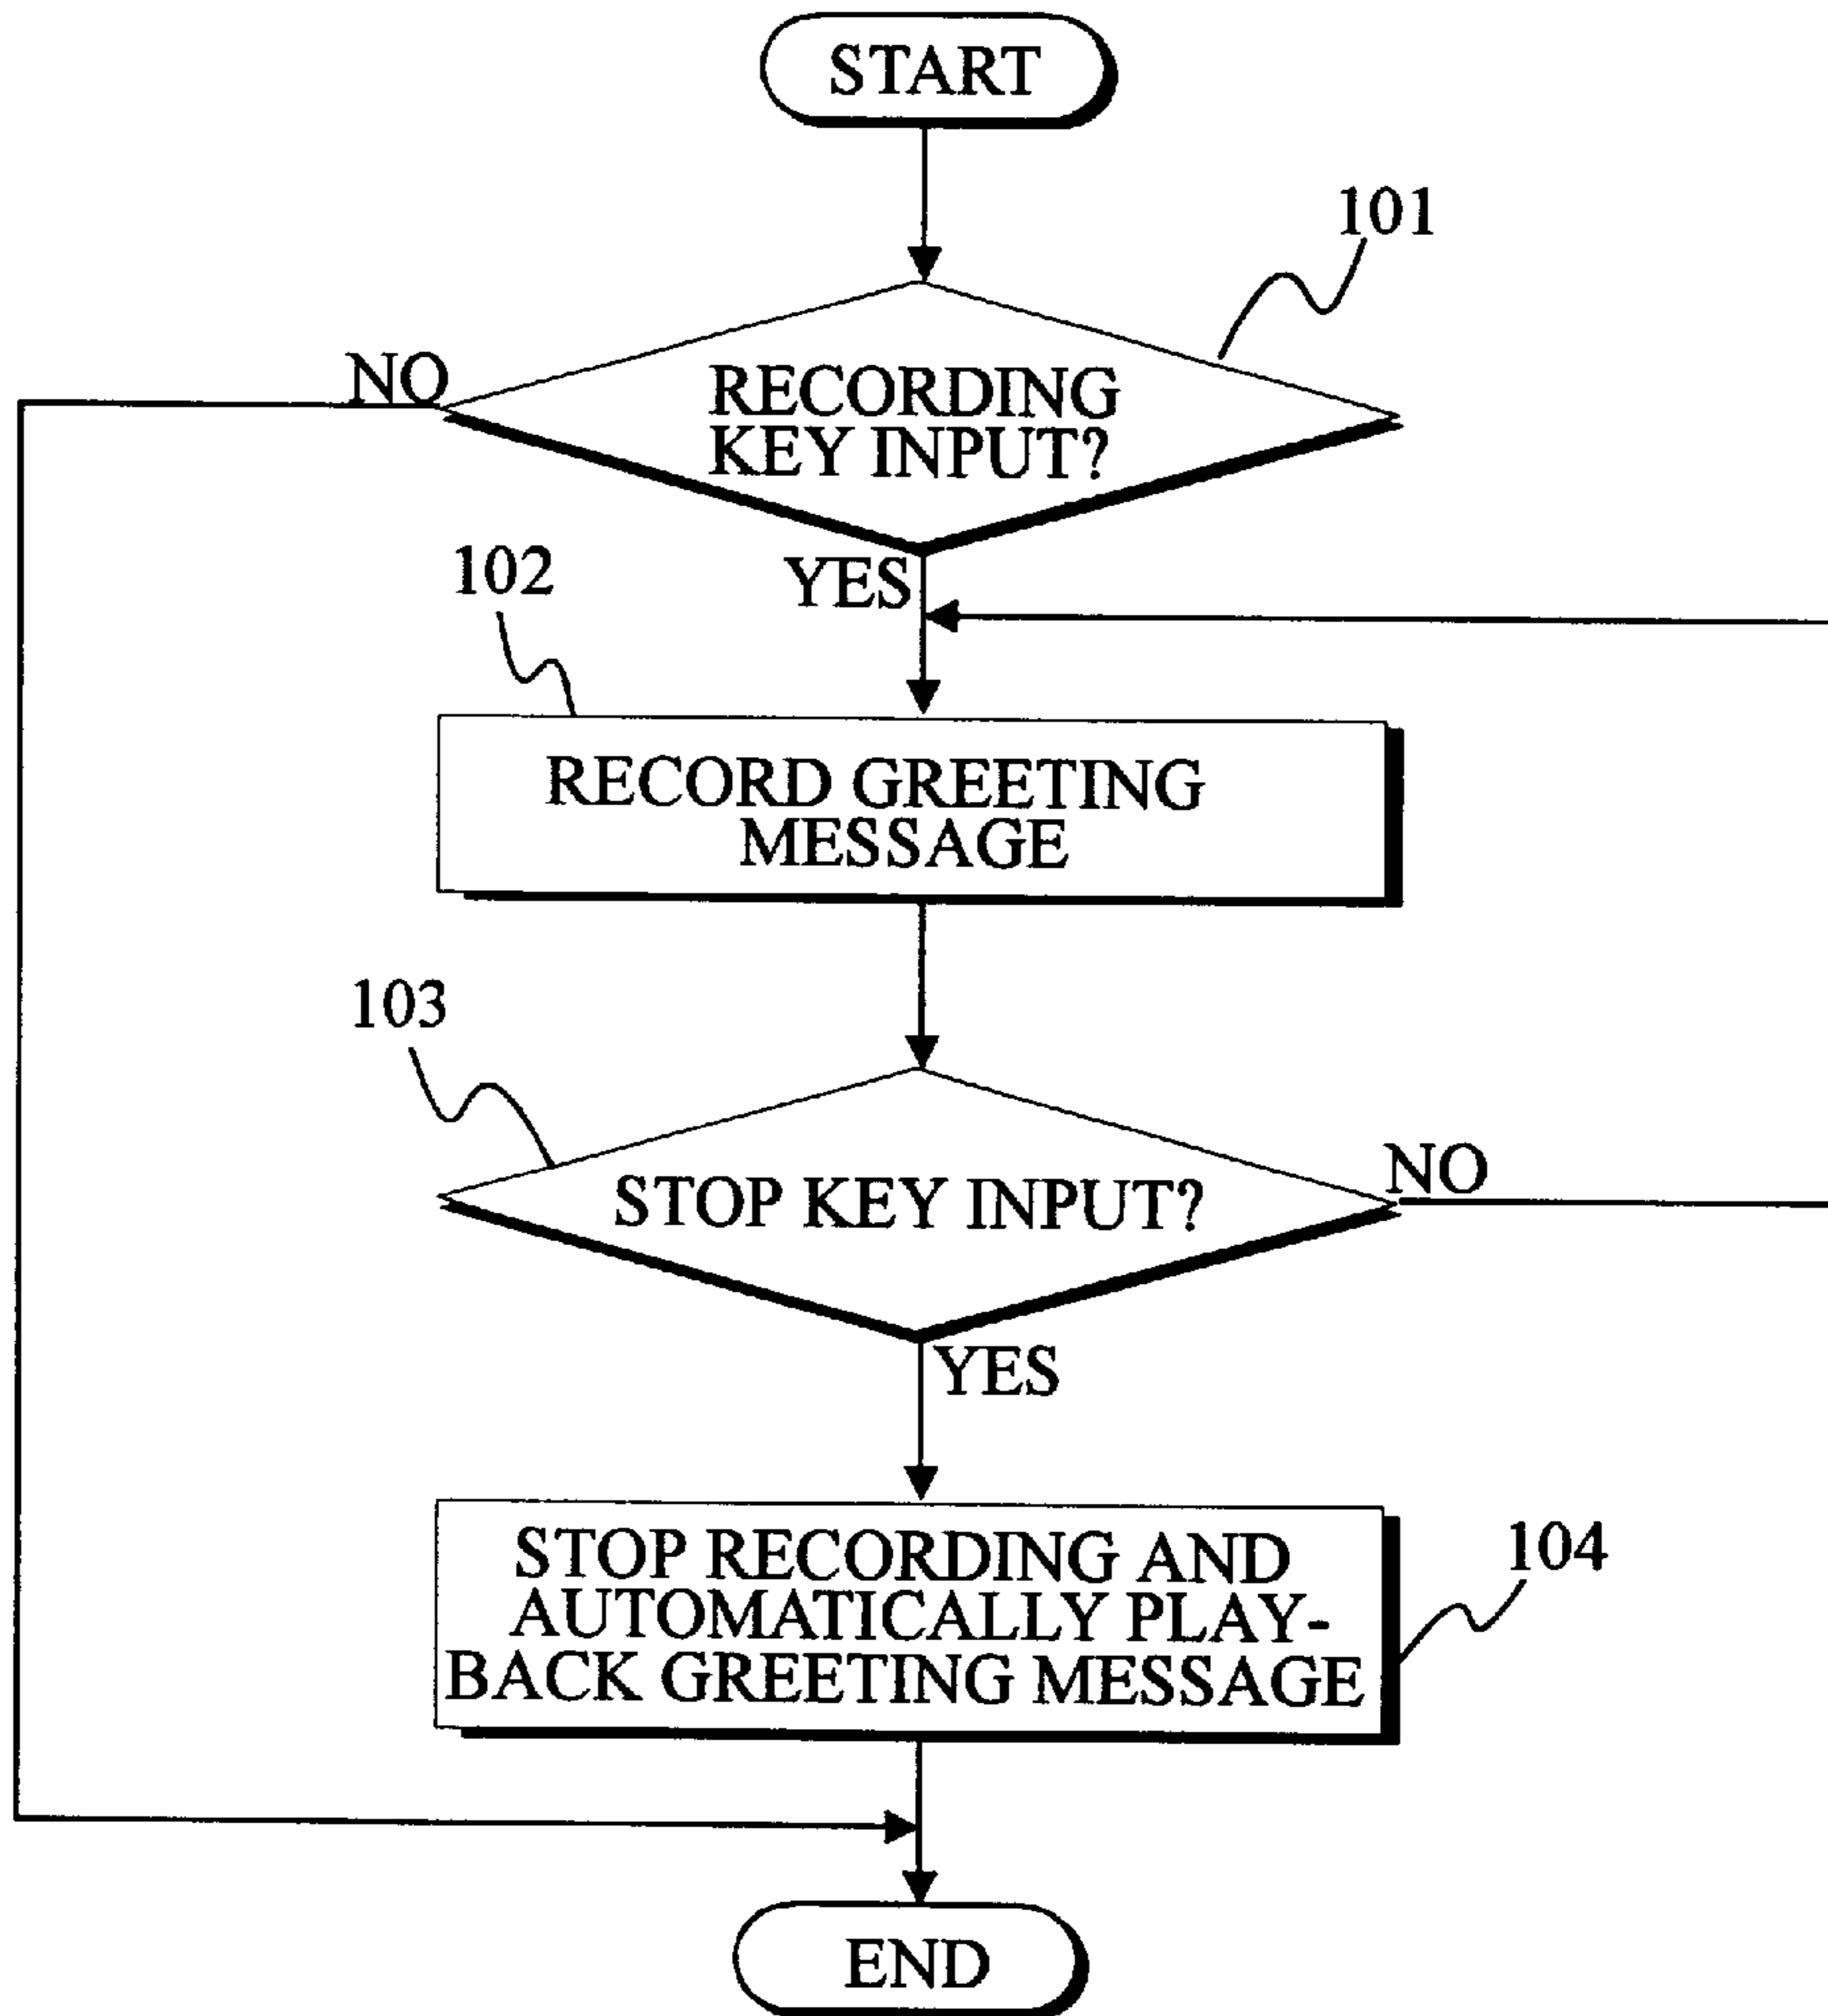 START
101
NO
RECORDING
KEY INPUT?
102
YES
RECORD GREETING
MESSAGE
103
NO
STOP KEY INPUT?
YES
STOP RECORDING AND
104
AUTOMATICALLY PLAY-
BACK GREETING MESSAGE
END